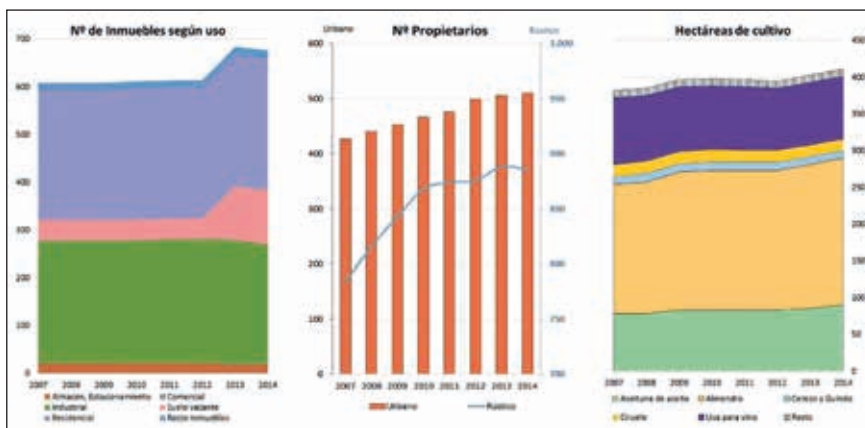 Nº de Inmuebles según uso
700
600
500
400
300
200
100
0
2007 2008 2009 2010 2011 2012 2013 2014
Almacén, Estacionamiento Comercial
Industrial Suelo vacante
Residencial Resto inmuebles
Urbano Nº Propietarios Rústico
600
500
400
300
200
100
0
1.000
950
900
850
800
750
700
2007 2008 2009 2010 2011 2012 2013 2014
Urbano Rústico
Hectáreas de cultivo
450
400
350
300
250
200
150
100
50
0
2007 2008 2009 2010 2011 2012 2013 2014
Aceituna de aceite Almendro Cerezo y Guindo
Ciruelo Uva para vino Resto